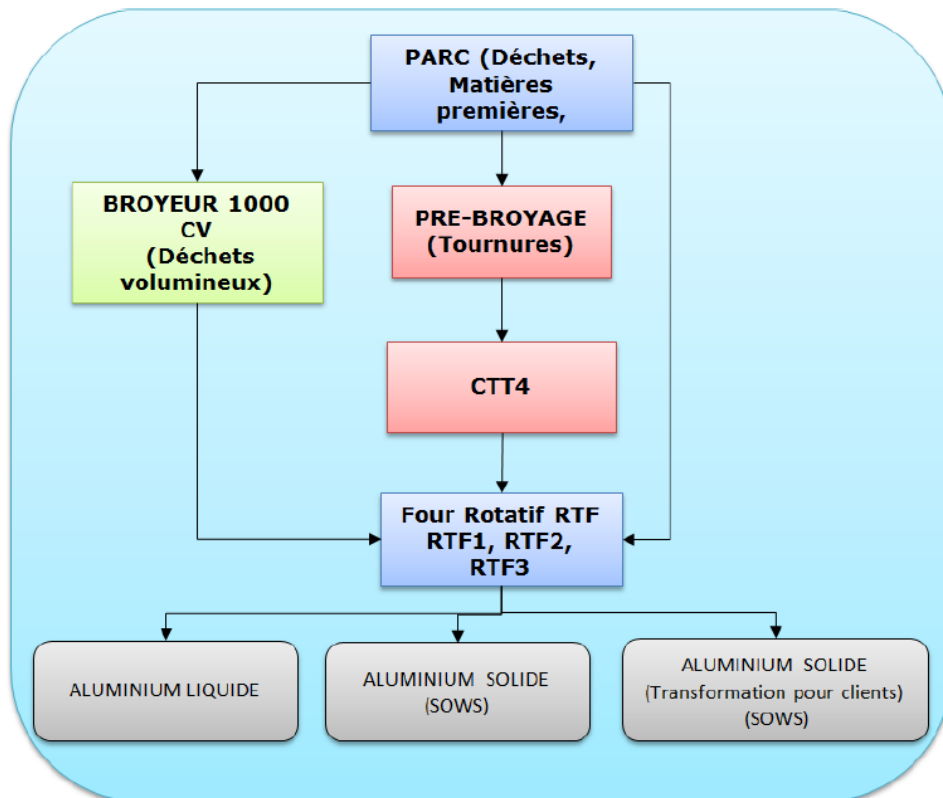 PARC (Déchets,
Matières
premières,
BROYEUR 1000
CV
(Déchets
volumineux)
PRE-BROYAGE
(Tournures)
CTT4
Four Rotatif RTF
RTF1, RTF2,
RTF3
ALUMINIUM LIQUIDE
ALUMINIUM SOLIDE
(SOWS)
ALUMINIUM SOLIDE
(Transformation pour clients)
(SOWS)